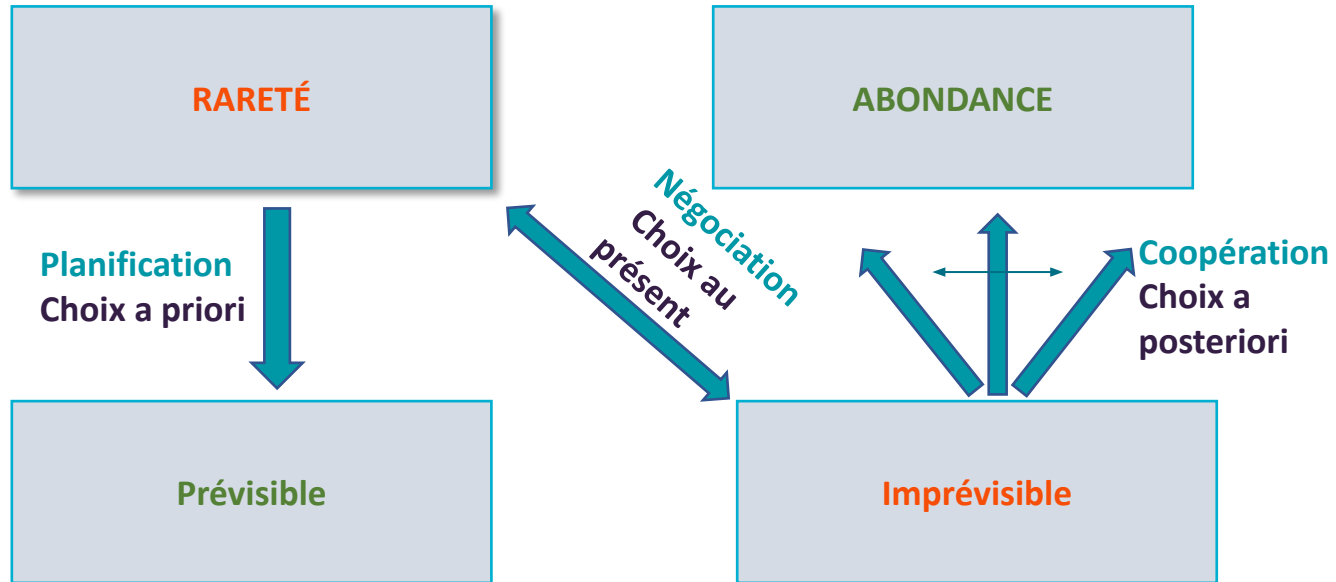 RARETÉ
ABONDANCE
Négociation
Choix au
présent
Planification
Choix a priori
Coopération
Choix a
posteriori
Prévisible
Imprévisible